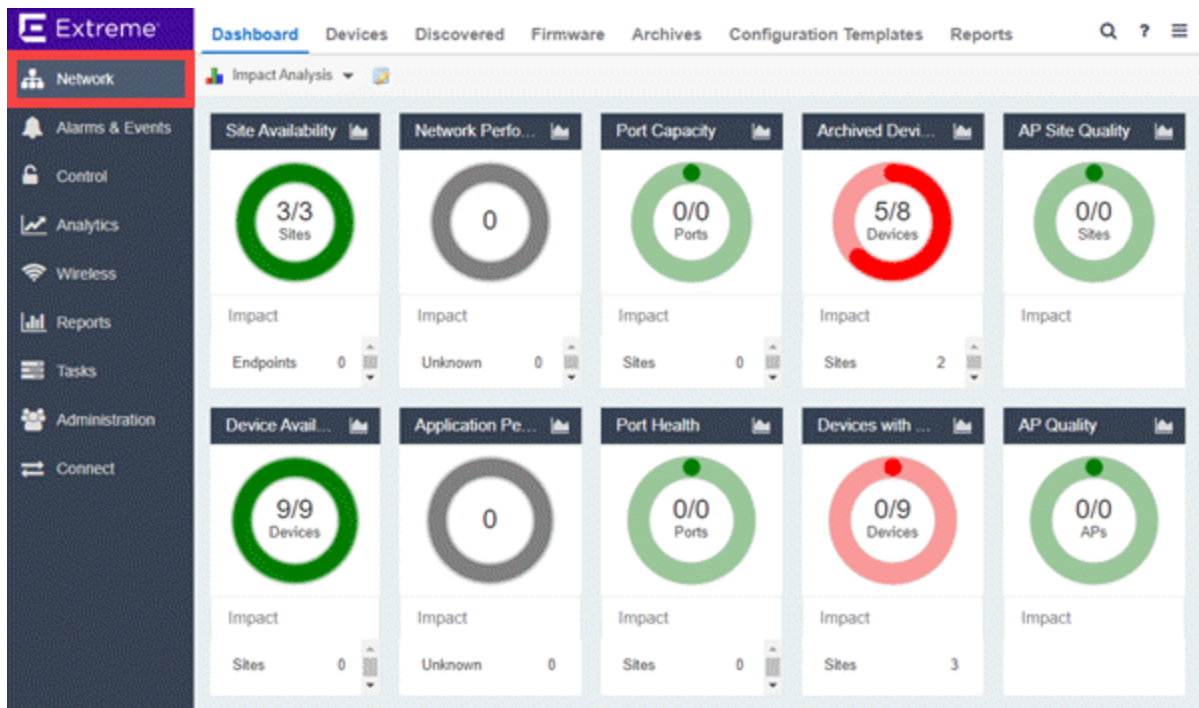 Extreme
Dashboard Devices Discovered Firmware Archives Configuration Templates Reports ?
Network
Impact Analysis
Alarms & Events
Control
Analytics
Wireless
Reports
Tasks
Administration
Connect
Site Availability
3/3
Sites
Impact
Endpoints 0
Network Perfo...
0
Impact
Unknown 0
Port Capacity
0/0
Ports
Impact
Sites 0
Archived Devi...
5/8
Devices
Impact
Sites 2
AP Site Quality
0/0
Sites
Impact
Device Avail...
9/9
Devices
Impact
Sites 0
Application Pe...
0
Impact
Unknown 0
Port Health
0/0
Ports
Impact
Sites 0
Devices with ...
0/9
Devices
Impact
Sites 3
AP Quality
0/0
APs
Impact